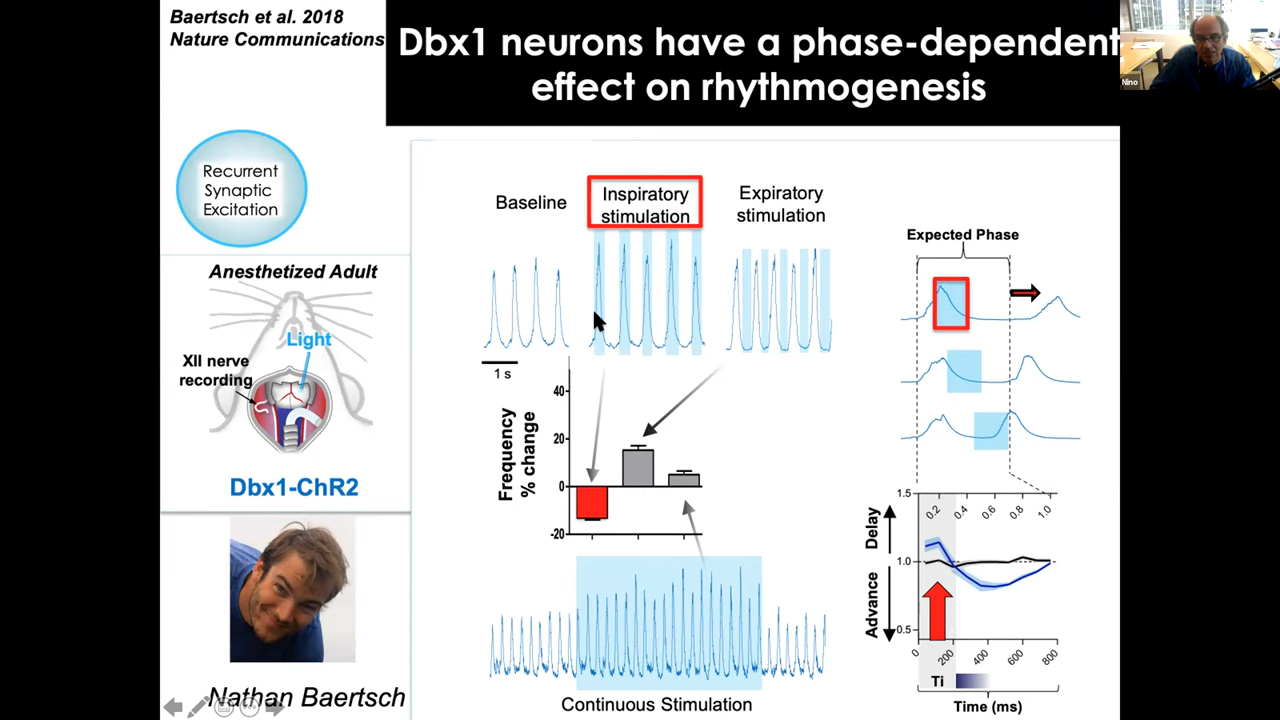 Baertsch et al. 2018
Nature Communications
Dbx1 neurons have a phase-dependent
effect on rhythmogenesis
Nino
Recurrent
Synaptic
Excitation
Anesthetized Adult
Light
XII nerve
recording
Dbx1-ChR2
Nathan Baertsch
Baseline
Inspiratory
stimulation
Expiratory
stimulation
1 s
Frequency
% change
40
20
0
-20
Continuous Stimulation
Expected Phase
1.5
0.2 0.4 0.6 0.8 1.0
Delay
1.0
Advance
0.5
0 200 400 600 800
Ti
Time (ms)